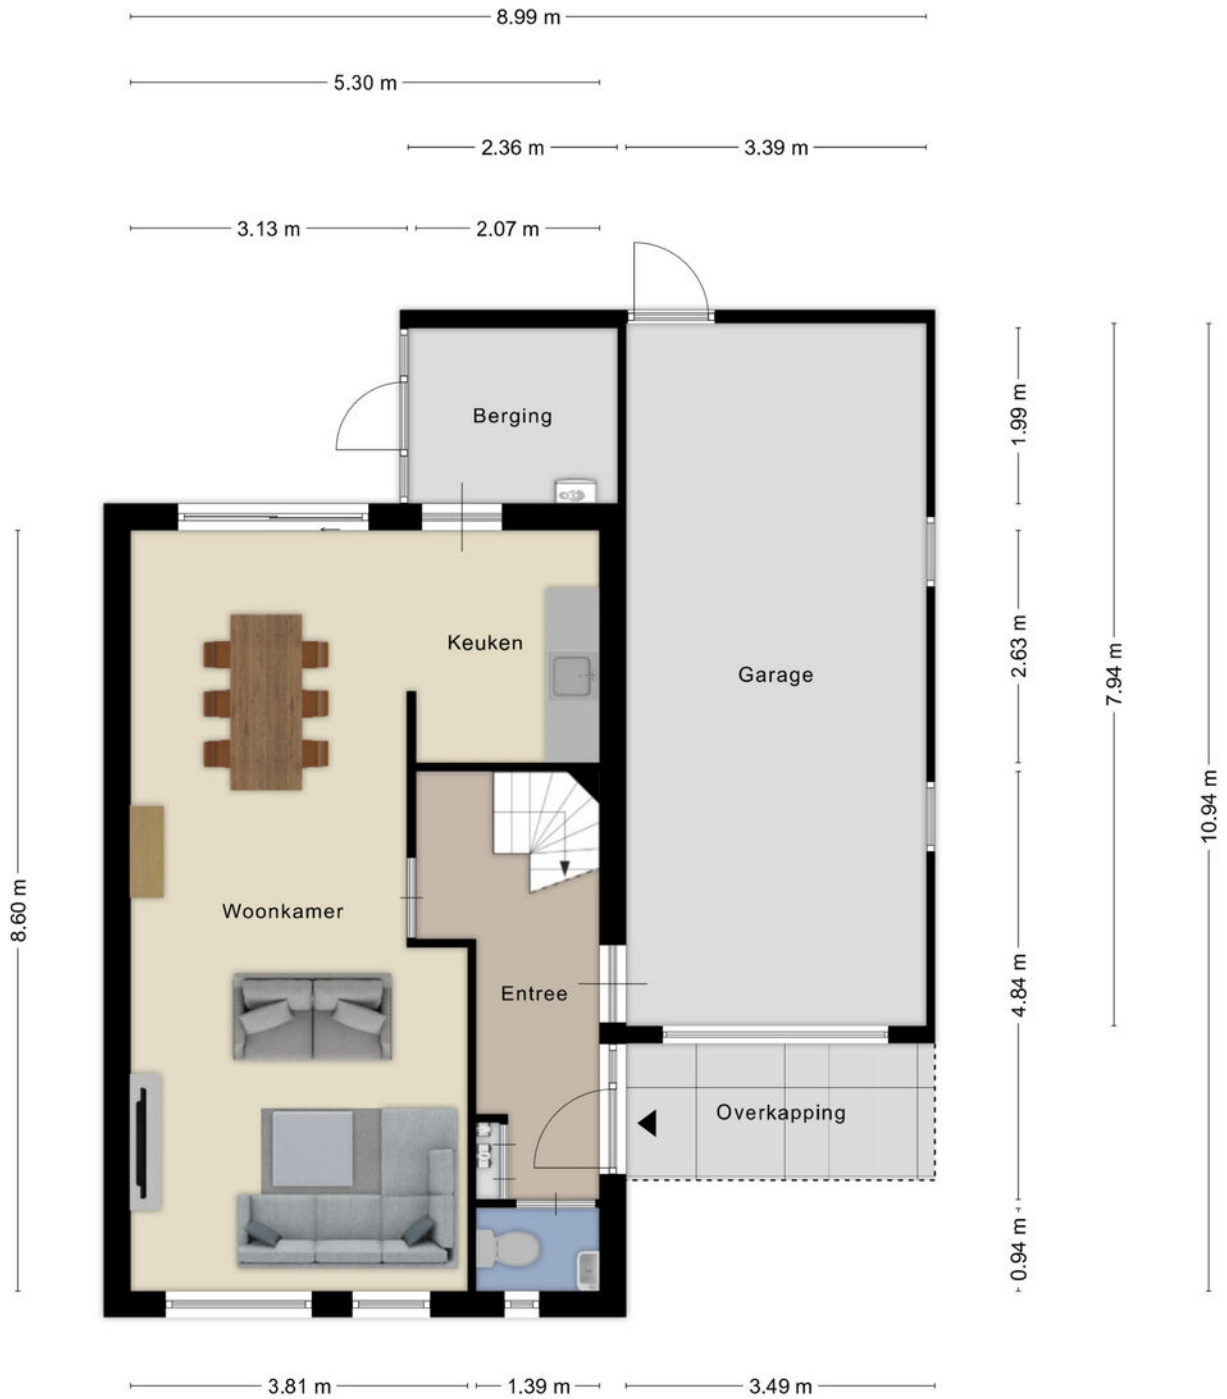 8.99 m
5.30 m
2.36 m
3.39 m
3.13 m
2.07 m
Berging
1.99 m
Keuken
2.63 m
Garage
7.94 m
10.94 m
8.60 m
Woonkamer
Entree
4.84 m
Overkapping
0.94 m
3.81 m
1.39 m
3.49 m